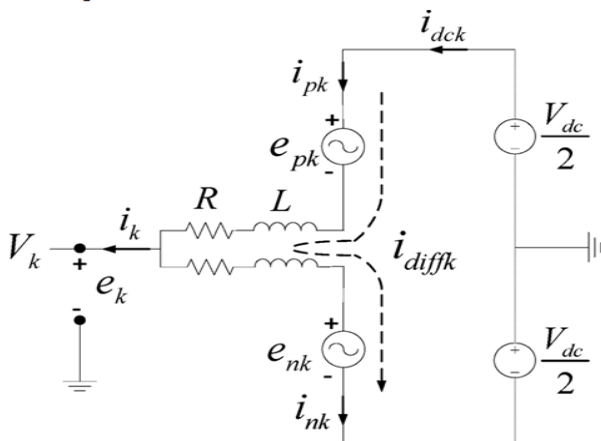 i_dck
i_pk
+
e_pk
-
+
-
V_dc
2
R
L
i_k
V_k
+
e_k
-
i_diffk
+
e_nk
-
i_nk
+
-
V_dc
2